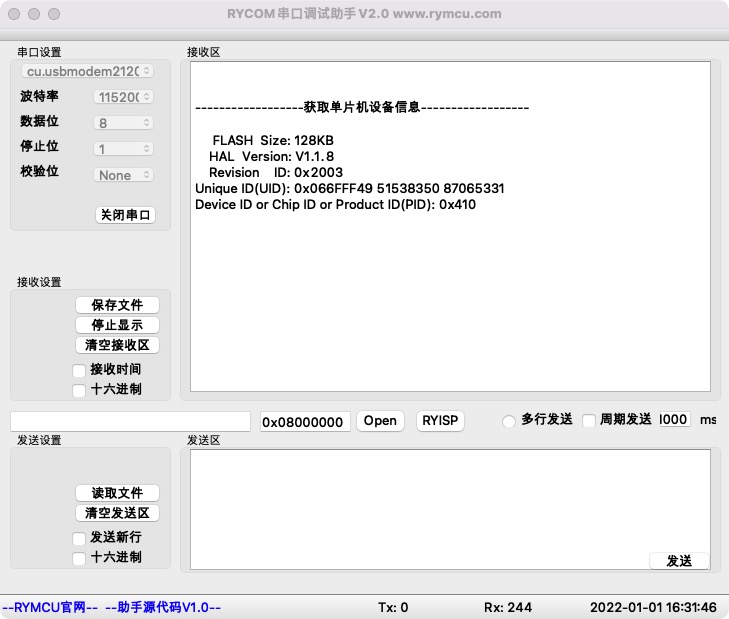 RYCOM串口调试助手V2.0 www.rymcu.com
串口设置
cu.usbmodem2120
波特率 115200
数据位 8
停止位 1
校验位 None
关闭串口
接收区
------------------获取单片机设备信息------------------
FLASH Size: 128KB
HAL Version: V1.1.8
Revision ID: 0x2003
Unique ID(UID): 0x066FFF49 51538350 87065331
Device ID or Chip ID or Product ID(PID): 0x410
接收设置
保存文件
停止显示
清空接收区
接收时间
十六进制
0x08000000 Open RYISP 多行发送 周期发送 1000 ms
发送设置
读取文件
清空发送区
发送新行
十六进制
发送区
发送
--RYMCU官网-- --助手源代码V1.0-- Tx: 0 Rx: 244 2022-01-01 16:31:46